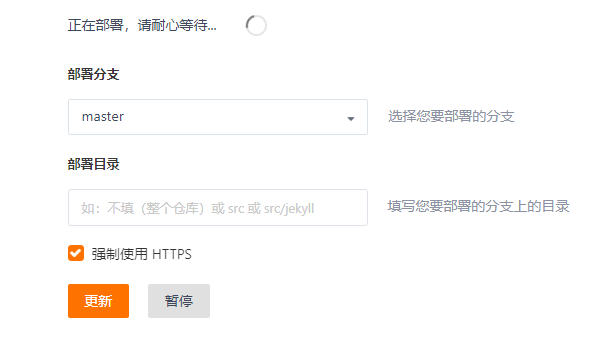 正在部署，请耐心等待...
部署分支
master
选择您要部署的分支
部署目录
如：不填（整个仓库）或 src 或 src/jekyll
填写您要部署的分支上的目录
强制使用 HTTPS
更新
暂停